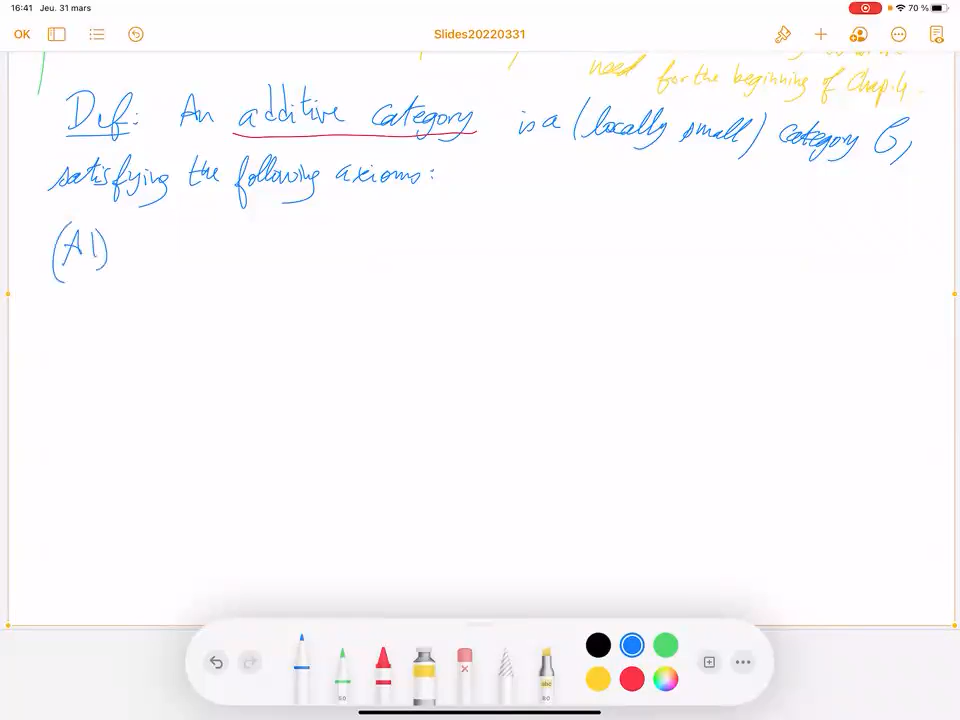 16:41 Jeu. 31 mars
70 %
OK
Slides20220331
need for the beginning of Chap. 4.
Def: An additive category is a (locally small) category C,
satisfying the following axioms:
(A1)